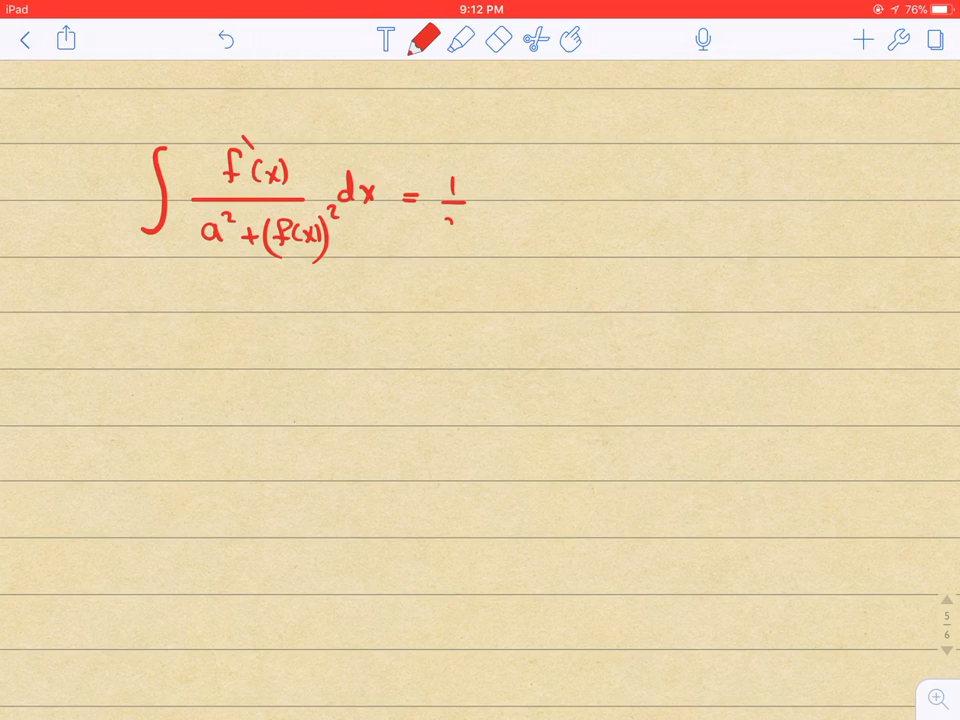 iPad
9:12 PM
76%
T
∫ f`(x) / a² + (f(x))² dx = 1/
5
6